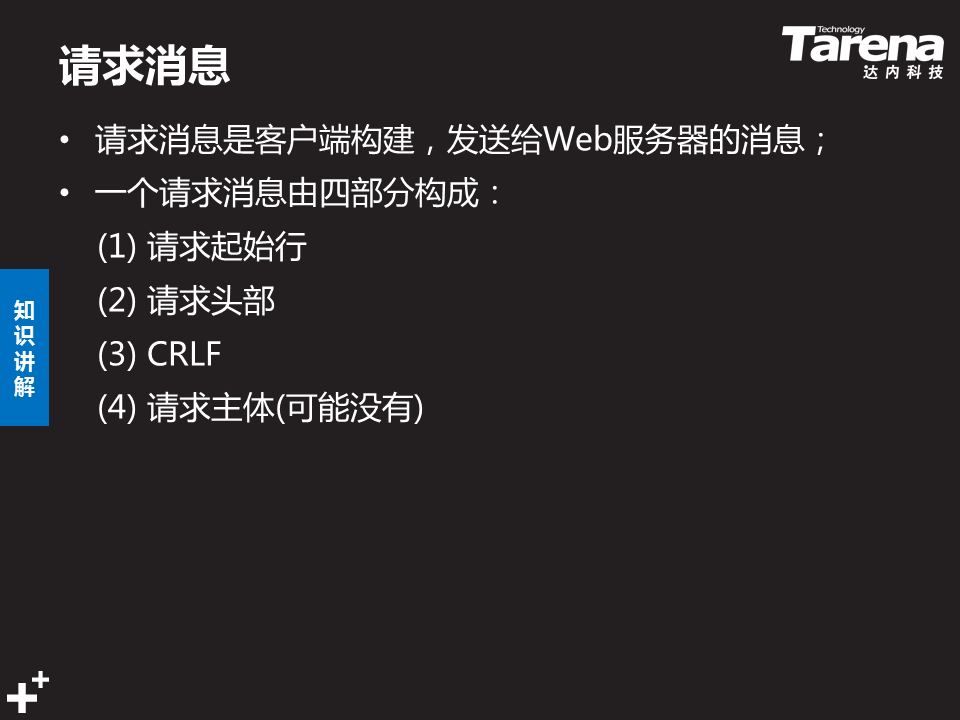 请求消息
Technology
Tarena
达内科技
• 请求消息是客户端构建，发送给Web服务器的消息；
• 一个请求消息由四部分构成：
(1) 请求起始行
(2) 请求头部
(3) CRLF
(4) 请求主体(可能没有)
知
识
讲
解